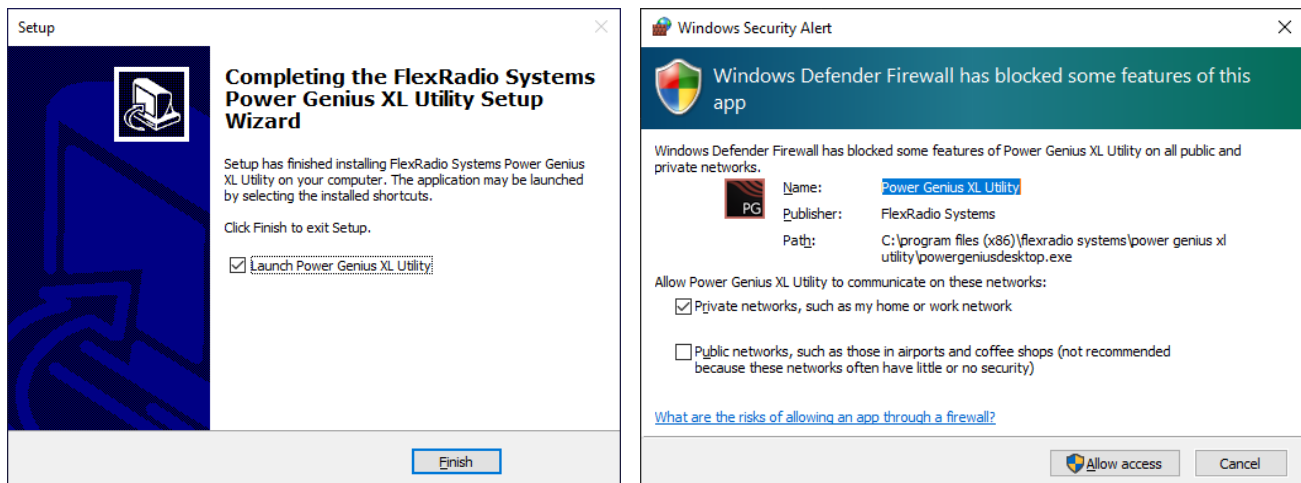 Setup
Completing the FlexRadio Systems
Power Genius XL Utility Setup
Wizard
Setup has finished installing FlexRadio Systems Power Genius
XL Utility on your computer. The application may be launched
by selecting the installed shortcuts.
Click Finish to exit Setup.
Launch Power Genius XL Utility
Finish
Windows Security Alert
Windows Defender Firewall has blocked some features of this
app
Windows Defender Firewall has blocked some features of Power Genius XL Utility on all public and
private networks.
PG
Name: Power Genius XL Utility
Publisher: FlexRadio Systems
Path: C:\program files (x86)\flexradio systems\power genius xl
utility\powergeniusdesktop.exe
Allow Power Genius XL Utility to communicate on these networks:
Private networks, such as my home or work network
Public networks, such as those in airports and coffee shops (not recommended
because these networks often have little or no security)
What are the risks of allowing an app through a firewall?
Allow access Cancel